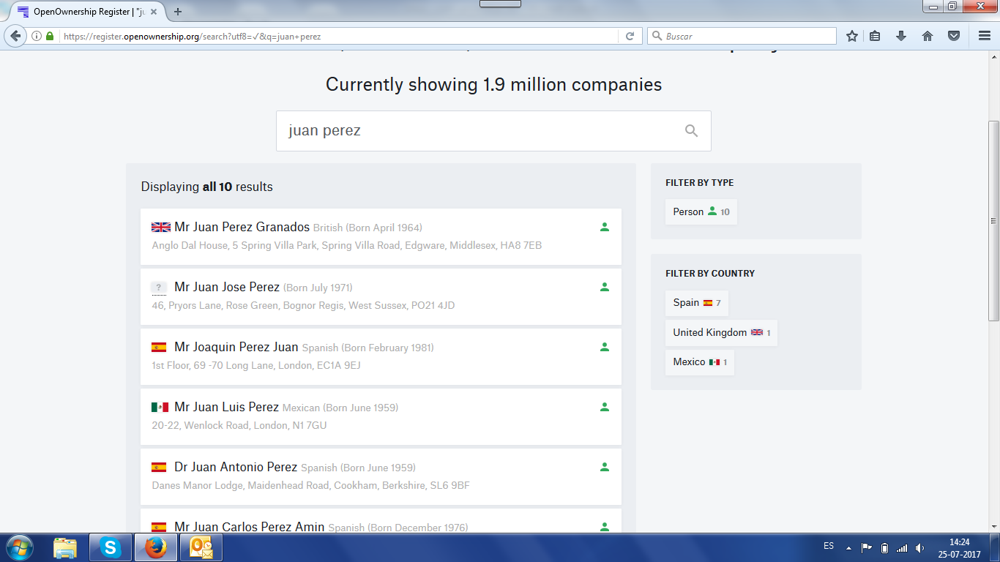 OpenOwnership Register | "ju
https://register.openownership.org/search?utf8=✓&q=juan+perez
Buscar
Currently showing 1.9 million companies
juan perez
Displaying all 10 results
Mr Juan Perez Granados British (Born April 1964)
Anglo Dal House, 5 Spring Villa Park, Spring Villa Road, Edgware, Middlesex, HA8 7EB
? Mr Juan Jose Perez (Born July 1971)
46, Pryors Lane, Rose Green, Bognor Regis, West Sussex, PO21 4JD
Mr Joaquin Perez Juan Spanish (Born February 1981)
1st Floor, 69 -70 Long Lane, London, EC1A 9EJ
Mr Juan Luis Perez Mexican (Born June 1959)
20-22, Wenlock Road, London, N1 7GU
Dr Juan Antonio Perez Spanish (Born June 1959)
Danes Manor Lodge, Maidenhead Road, Cookham, Berkshire, SL6 9BF
Mr Juan Carlos Perez Amin Spanish (Born December 1976)
FILTER BY TYPE
Person 10
FILTER BY COUNTRY
Spain 7
United Kingdom 1
Mexico 1
ES
14:24
25-07-2017